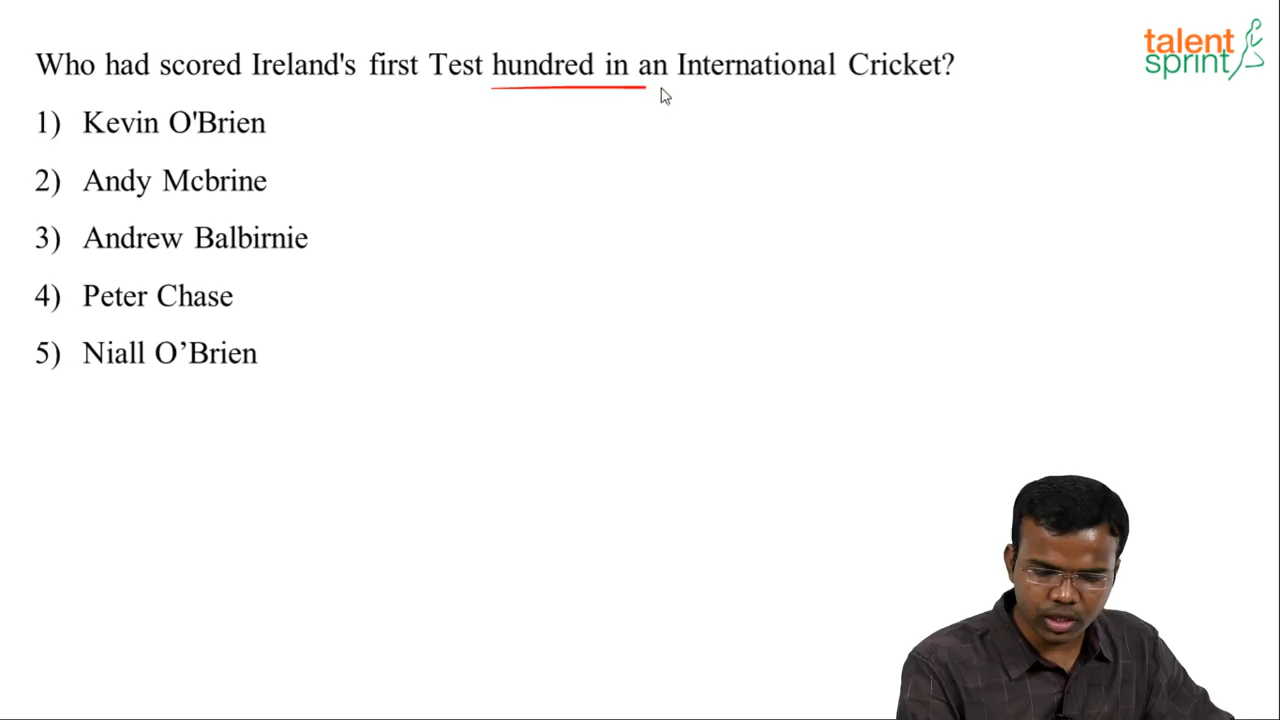 Who had scored Ireland's first Test hundred in an International Cricket?
1) Kevin O'Brien
2) Andy Mcbrine
3) Andrew Balbirnie
4) Peter Chase
5) Niall O’Brien
talent
sprint